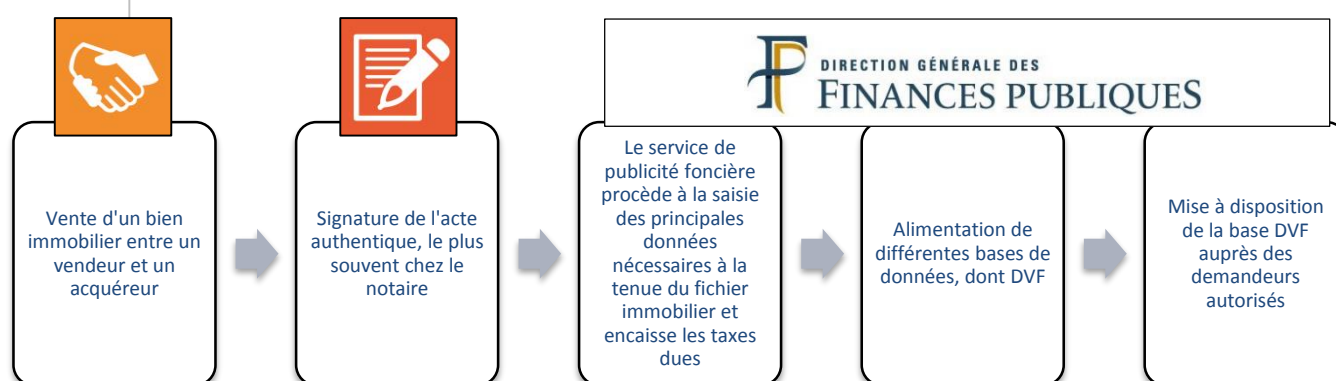 DIRECTION GÉNÉRALE DES
FINANCES PUBLIQUES
Vente d'un bien
immobilier entre un
vendeur et un
acquéreur
Signature de l'acte
authentique, le plus
souvent chez le
notaire
Le service de
publicité foncière
procède à la saisie
des principales
données
nécessaires à la
tenue du fichier
immobilier et
encaisse les taxes
dues
Alimentation de
différentes bases de
données, dont DVF
Mise à disposition
de la base DVF
auprès des
demandeurs
autorisés